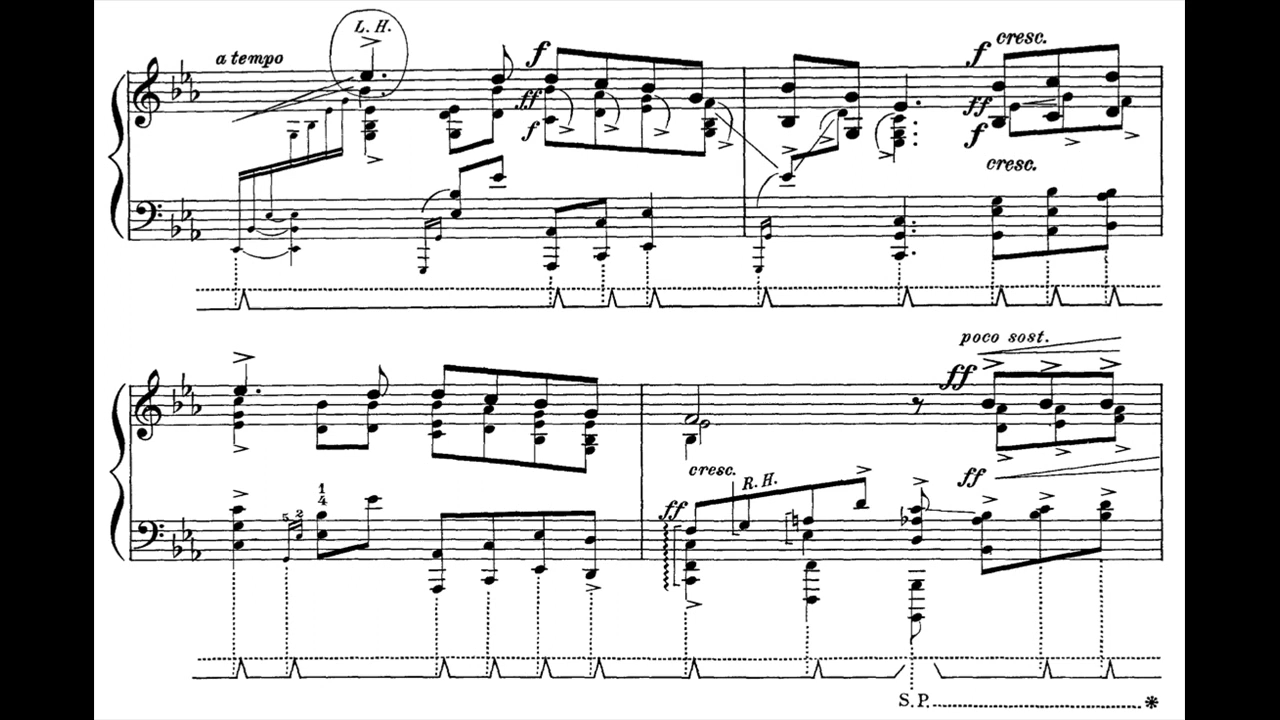 L. H.
a tempo
f
cresc.
f
ff
ff
f
f
cresc.
poco sost.
ff
cresc.
R. H.
ff
ff
1
4
5 2
S. P.